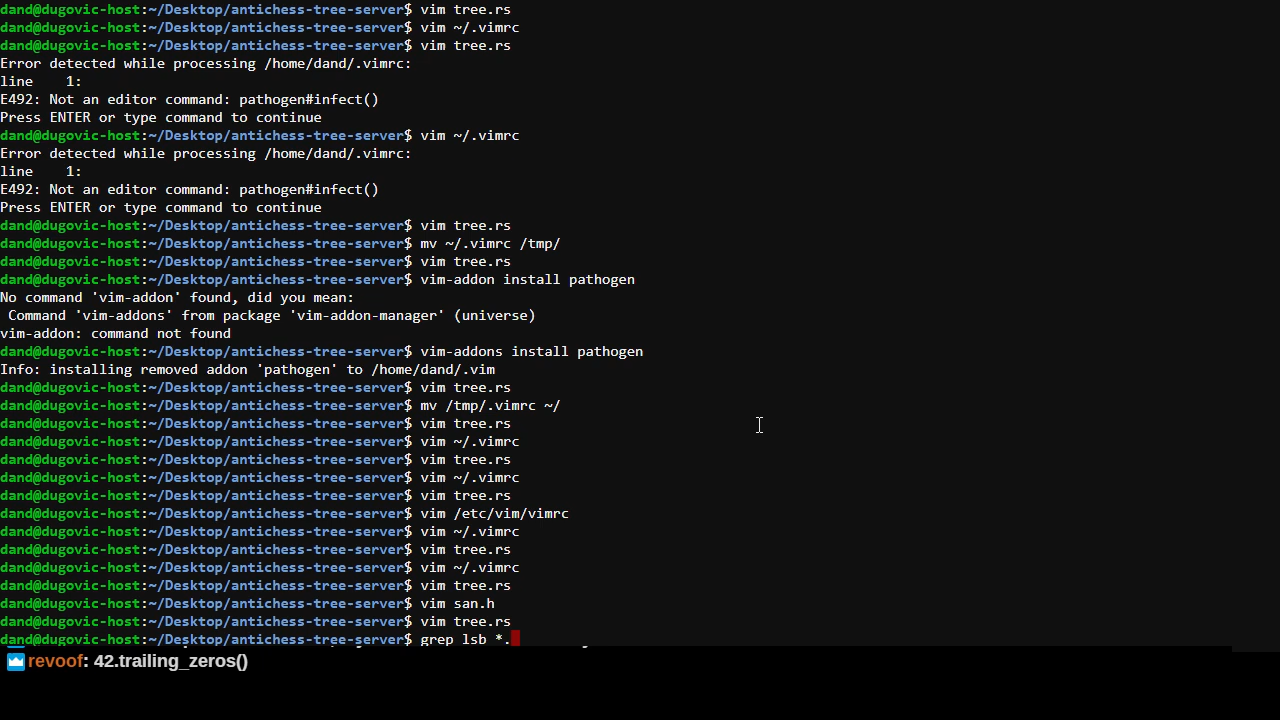 dand@dugovic-host:~/Desktop/antichess-tree-server$ vim tree.rs
dand@dugovic-host:~/Desktop/antichess-tree-server$ vim ~/.vimrc
dand@dugovic-host:~/Desktop/antichess-tree-server$ vim tree.rs
Error detected while processing /home/dand/.vimrc:
line    1:
E492: Not an editor command: pathogen#infect()
Press ENTER or type command to continue
dand@dugovic-host:~/Desktop/antichess-tree-server$ vim ~/.vimrc
Error detected while processing /home/dand/.vimrc:
line    1:
E492: Not an editor command: pathogen#infect()
Press ENTER or type command to continue
dand@dugovic-host:~/Desktop/antichess-tree-server$ vim tree.rs
dand@dugovic-host:~/Desktop/antichess-tree-server$ mv ~/.vimrc /tmp/
dand@dugovic-host:~/Desktop/antichess-tree-server$ vim tree.rs
dand@dugovic-host:~/Desktop/antichess-tree-server$ vim-addon install pathogen
No command 'vim-addon' found, did you mean:
 Command 'vim-addons' from package 'vim-addon-manager' (universe)
vim-addon: command not found
dand@dugovic-host:~/Desktop/antichess-tree-server$ vim-addons install pathogen
Info: installing removed addon 'pathogen' to /home/dand/.vim
dand@dugovic-host:~/Desktop/antichess-tree-server$ vim tree.rs
dand@dugovic-host:~/Desktop/antichess-tree-server$ mv /tmp/.vimrc ~/
dand@dugovic-host:~/Desktop/antichess-tree-server$ vim tree.rs
dand@dugovic-host:~/Desktop/antichess-tree-server$ vim ~/.vimrc
dand@dugovic-host:~/Desktop/antichess-tree-server$ vim tree.rs
dand@dugovic-host:~/Desktop/antichess-tree-server$ vim ~/.vimrc
dand@dugovic-host:~/Desktop/antichess-tree-server$ vim tree.rs
dand@dugovic-host:~/Desktop/antichess-tree-server$ vim /etc/vim/vimrc
dand@dugovic-host:~/Desktop/antichess-tree-server$ vim ~/.vimrc
dand@dugovic-host:~/Desktop/antichess-tree-server$ vim tree.rs
dand@dugovic-host:~/Desktop/antichess-tree-server$ vim ~/.vimrc
dand@dugovic-host:~/Desktop/antichess-tree-server$ vim tree.rs
dand@dugovic-host:~/Desktop/antichess-tree-server$ vim san.h
dand@dugovic-host:~/Desktop/antichess-tree-server$ vim tree.rs
dand@dugovic-host:~/Desktop/antichess-tree-server$ grep lsb *.
revoof: 42.trailing_zeros()